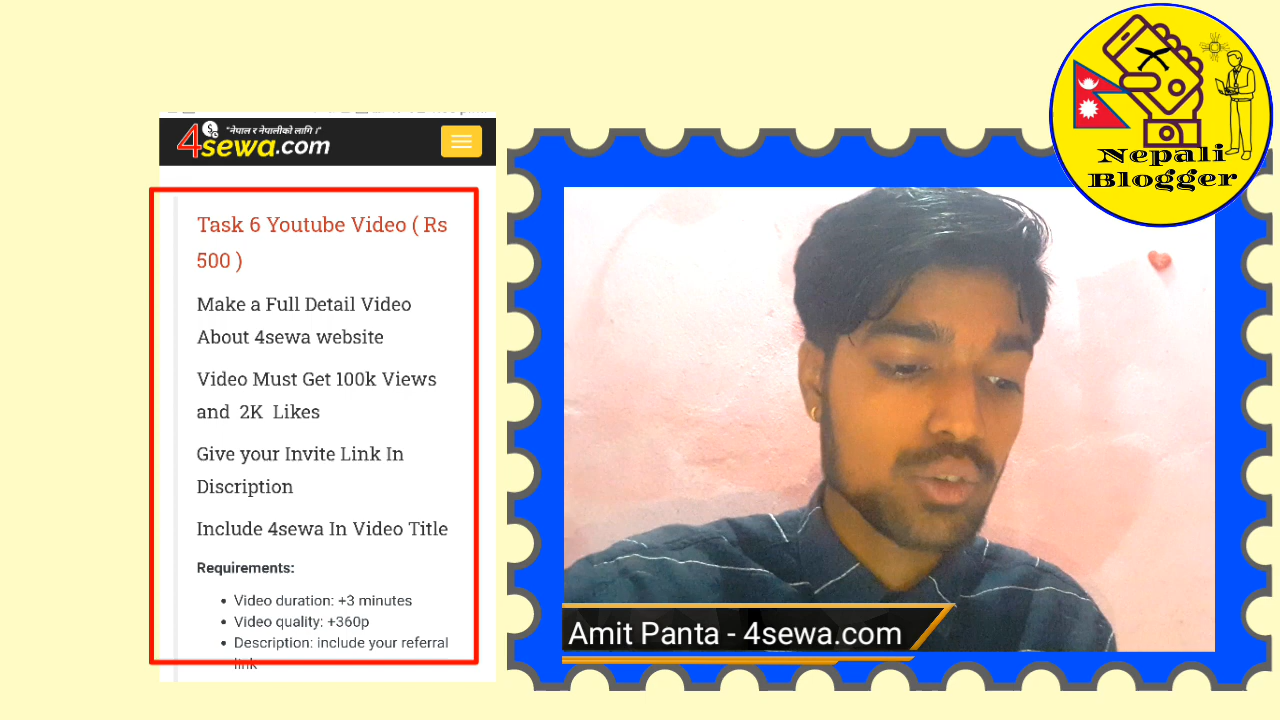 4sewa.com
"नेपाल र नेपालीको लागि ।"
Task 6 Youtube Video ( Rs
500 )
Make a Full Detail Video
About 4sewa website
Video Must Get 100k Views
and 2K Likes
Give your Invite Link In
Discription
Include 4sewa In Video Title
Requirements:
Video duration: +3 minutes
Video quality: +360p
Description: include your referral
link
Nepali
Blogger
Amit Panta - 4sewa.com